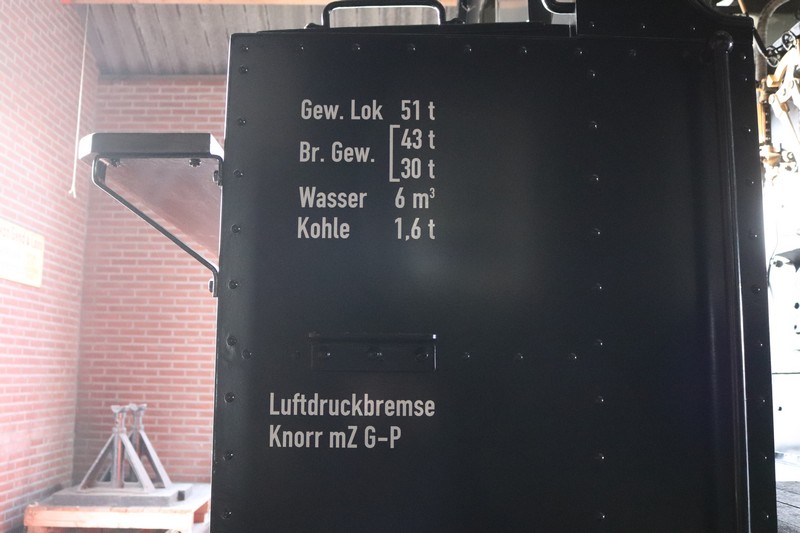 Gew. Lok 51 t
Br. Gew. [43 t
30 t
Wasser 6 m³
Kohle 1,6 t
Luftdruckbremse
Knorr mZ G-P